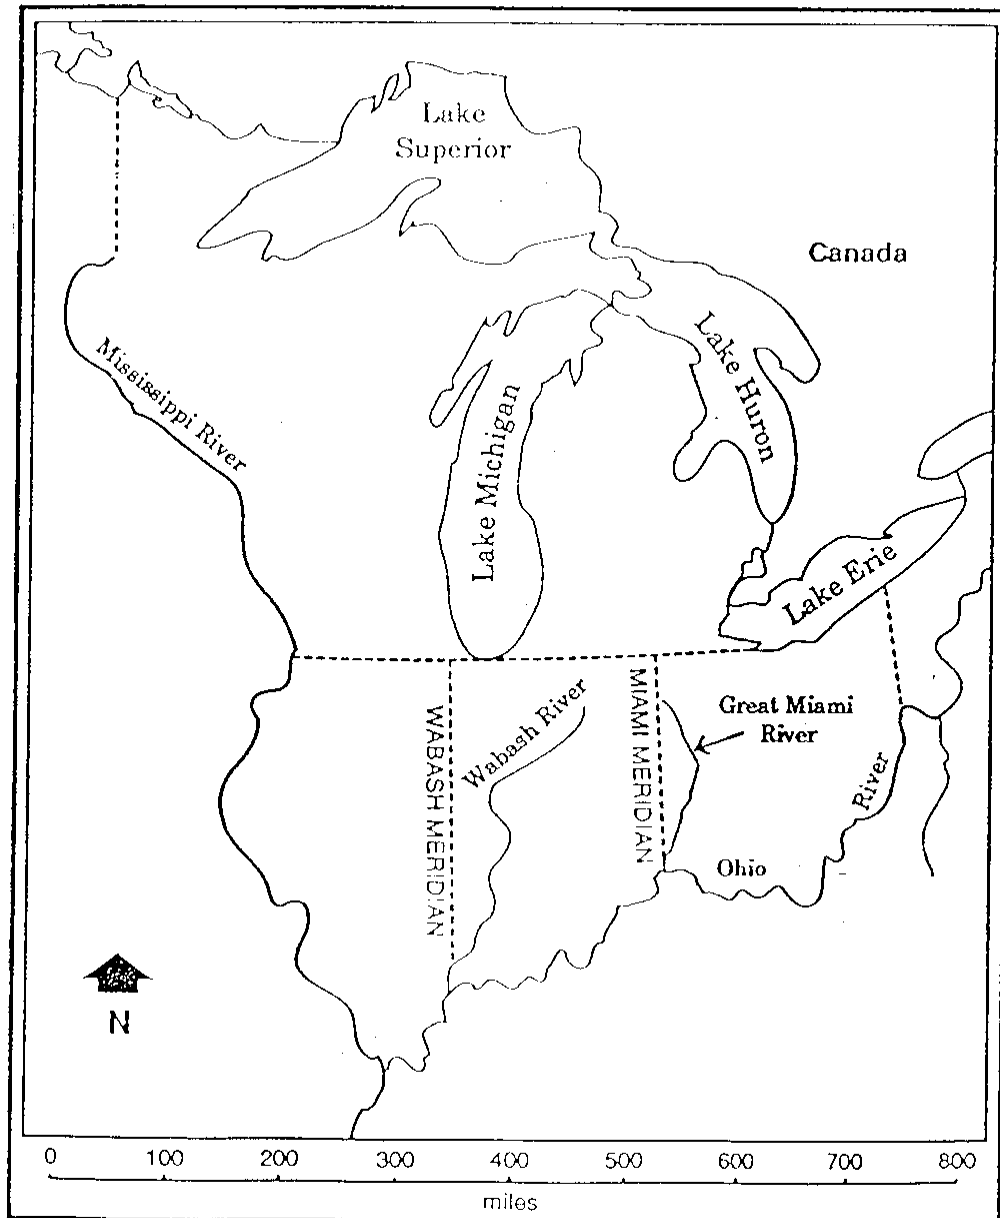 Lake
Superior
Canada
Mississippi River
Lake Michigan
Lake Huron
Lake Erie
WABASH MERIDIAN
Wabash River
MIAMI MERIDIAN
Great Miami
River
Ohio
River
N
0 100 200 300 400 500 600 700 800
miles